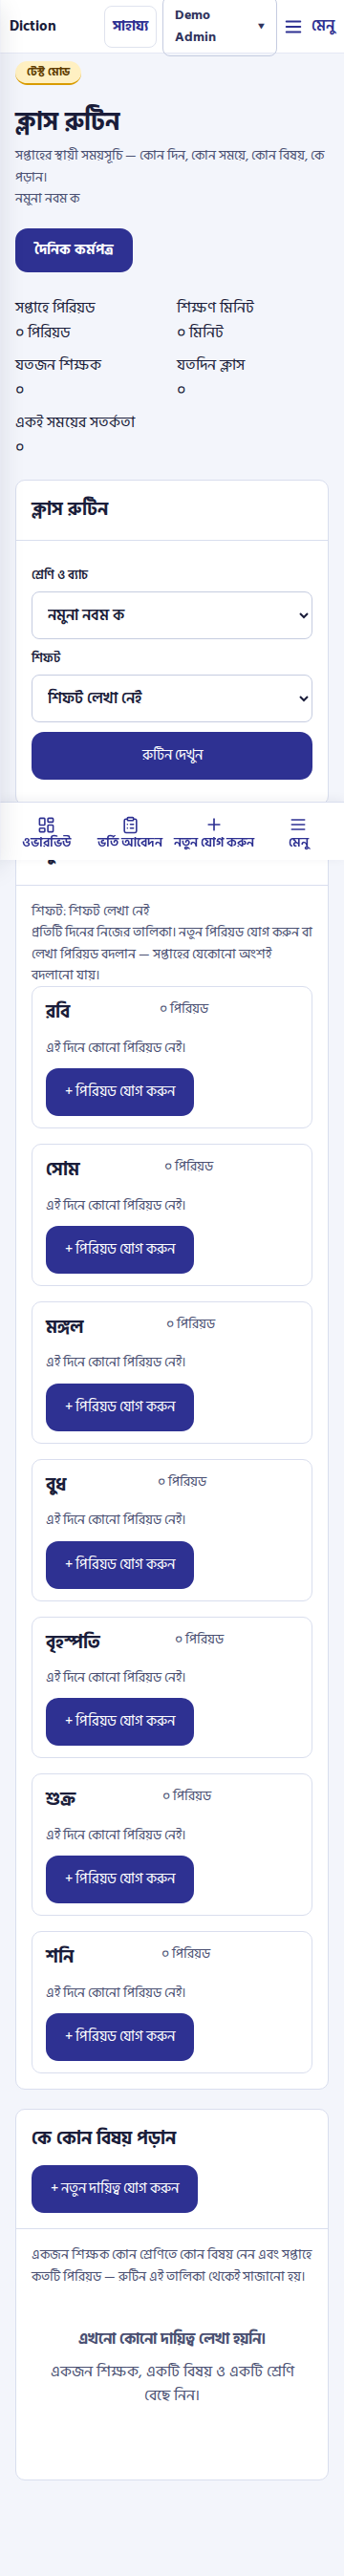 Diction
সাহায্য
Demo
Admin
▼
মেনু
টেস্ট মোড
ক্লাস রুটিন
সপ্তাহের স্থায়ী সময়সূচি — কোন দিন, কোন সময়ে, কোন বিষয়, কে
পড়ান।
নমুনা নবম ক
দৈনিক কর্মপত্র
সপ্তাহে পিরিয়ড
০ পিরিয়ড
শিক্ষণ মিনিট
০ মিনিট
যতজন শিক্ষক
০
যতদিন ক্লাস
০
একই সময়ের সতর্কতা
০
ক্লাস রুটিন
শ্রেণি ও ব্যাচ
নমুনা নবম ক
শিফট
শিফট লেখা নেই
রুটিন দেখুন
ওভারভিউ
ভর্তি আবেদন
নতুন যোগ করুন
মেনু
শিফট: শিফট লেখা নেই
প্রতিটি দিনের নিজের তালিকা। নতুন পিরিয়ড যোগ করুন বা
লেখা পিরিয়ড বদলান — সপ্তাহের যেকোনো অংশই
বদলানো যায়।
রবি
০ পিরিয়ড
এই দিনে কোনো পিরিয়ড নেই।
+ পিরিয়ড যোগ করুন
সোম
০ পিরিয়ড
এই দিনে কোনো পিরিয়ড নেই।
+ পিরিয়ড যোগ করুন
মঙ্গল
০ পিরিয়ড
এই দিনে কোনো পিরিয়ড নেই।
+ পিরিয়ড যোগ করুন
বুধ
০ পিরিয়ড
এই দিনে কোনো পিরিয়ড নেই।
+ পিরিয়ড যোগ করুন
বৃহস্পতি
০ পিরিয়ড
এই দিনে কোনো পিরিয়ড নেই।
+ পিরিয়ড যোগ করুন
শুক্র
০ পিরিয়ড
এই দিনে কোনো পিরিয়ড নেই।
+ পিরিয়ড যোগ করুন
শনি
০ পিরিয়ড
এই দিনে কোনো পিরিয়ড নেই।
+ পিরিয়ড যোগ করুন
কে কোন বিষয় পড়ান
+ নতুন দায়িত্ব যোগ করুন
একজন শিক্ষক কোন শ্রেণিতে কোন বিষয় নেন এবং সপ্তাহে
কতটি পিরিয়ড — রুটিন এই তালিকা থেকেই সাজানো হয়।
এখনো কোনো দায়িত্ব লেখা হয়নি।
একজন শিক্ষক, একটি বিষয় ও একটি শ্রেণি
বেছে নিন।